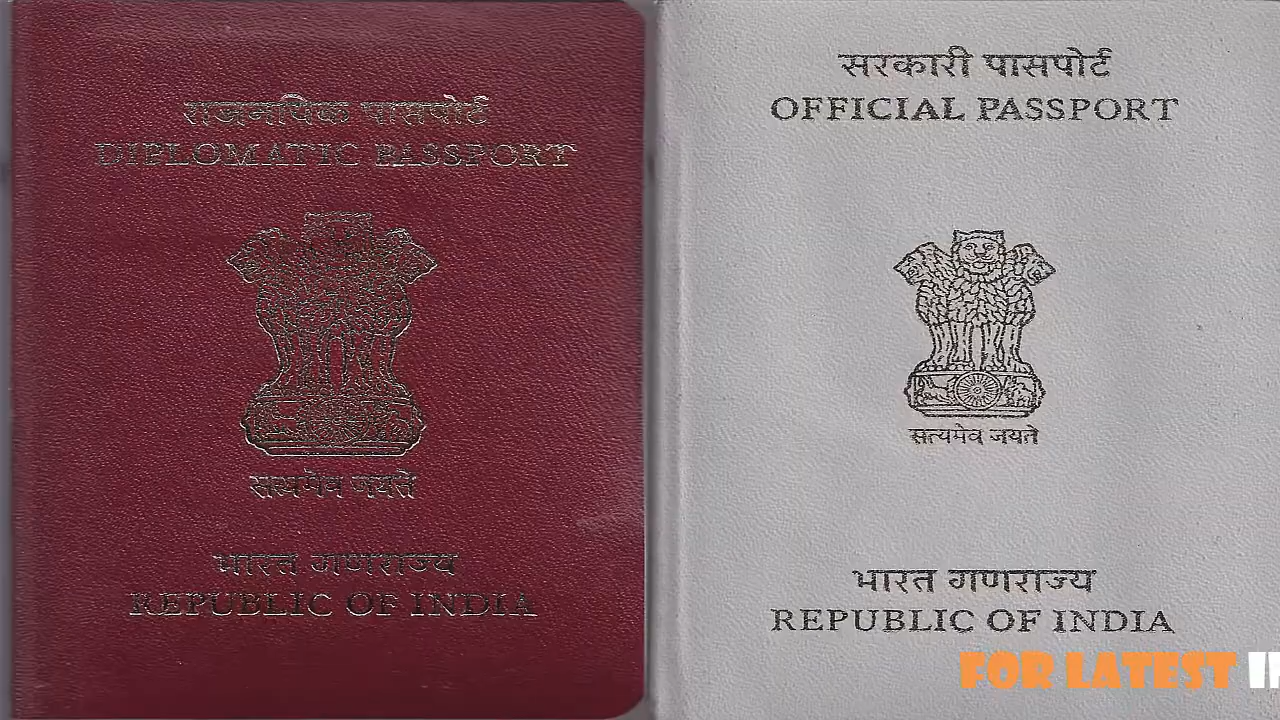 राजनयिक पासपोर्ट
DIPLOMATIC PASSPORT
सत्यमेव जयते
भारत गणराज्य
REPUBLIC OF INDIA
सरकारी पासपोर्ट
OFFICIAL PASSPORT
सत्यमेव जयते
भारत गणराज्य
REPUBLIC OF INDIA
FOR LATEST